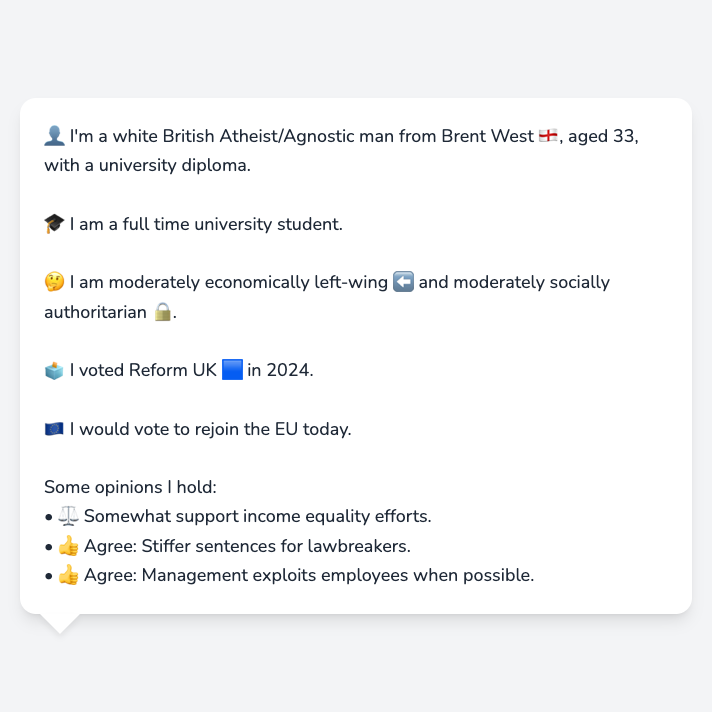 👤 I'm a white British Atheist/Agnostic man from Brent West 🏴󠁧󠁢󠁥󠁮󠁧󠁿, aged 33,
with a university diploma.
🎓 I am a full time university student.
🤔 I am moderately economically left-wing ⬅️ and moderately socially
authoritarian 🔒.
🗳️ I voted Reform UK 🟦 in 2024.
🇪🇺 I would vote to rejoin the EU today.
Some opinions I hold:
• ⚖️ Somewhat support income equality efforts.
• 👍 Agree: Stiffer sentences for lawbreakers.
• 👍 Agree: Management exploits employees when possible.